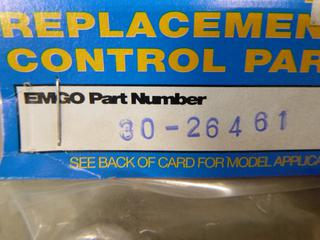 REPLACEMEN
CONTROL PAR
EMGO Part Number
30-26461
SEE BACK OF CARD FOR MODEL APPLICA